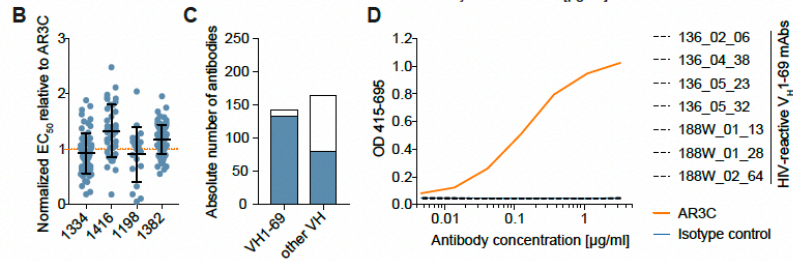 B
Normalized EC50 relative to AR3C
3
2
1
0
1334
1416
1198
1382
C
Absolute number of antibodies
250
200
150
100
50
0
VH1-69
other VH
D
OD 415-695
1.2
1.0
0.8
0.6
0.4
0.2
0.0
0.01
0.1
1
Antibody concentration [µg/ml]
136_02_06
136_04_38
136_05_23
136_05_32
188W_01_13
188W_01_28
188W_02_64
HIV-reactive VH1-69 mAbs
AR3C
Isotype control